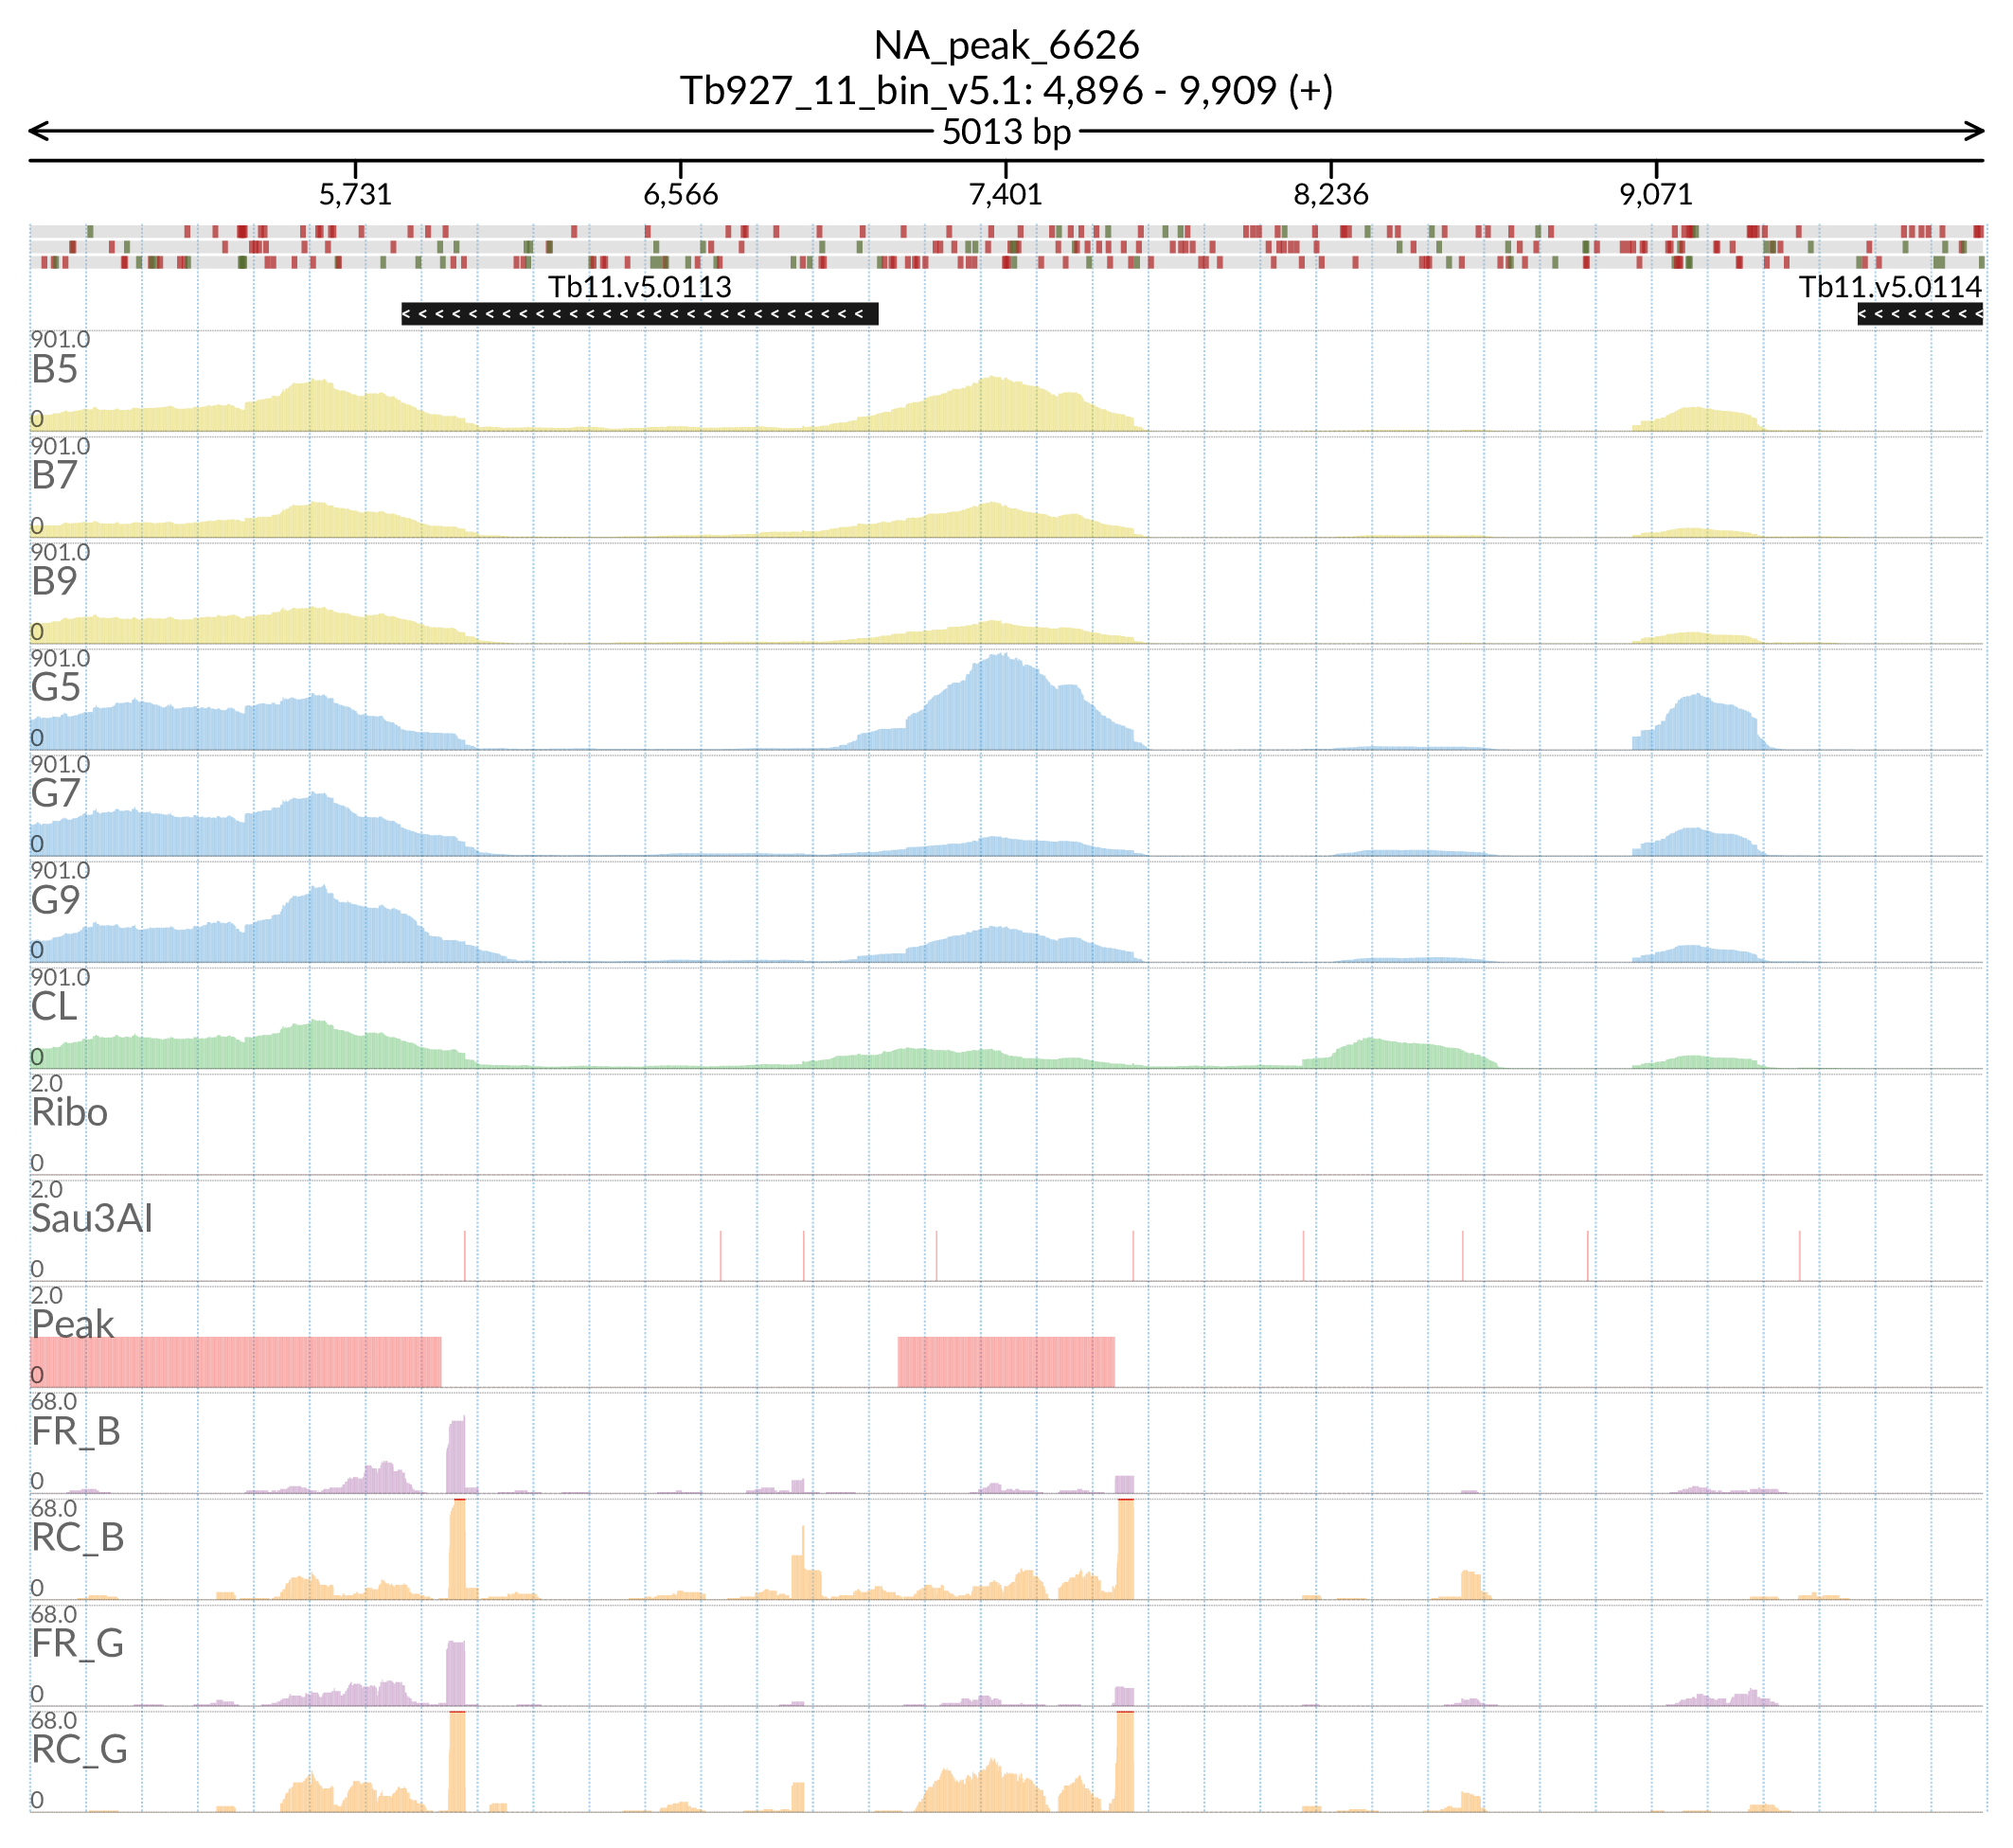 NA_peak_6626
Tb927_11_bin_v5.1: 4,896 - 9,909 (+)
5013 bp
5,731 6,566 7,401 8,236 9,071
Tb11.v5.0113 Tb11.v5.0114
901.0
B5
0
901.0
B7
0
901.0
B9
0
901.0
G5
0
901.0
G7
0
901.0
G9
0
901.0
CL
0
2.0
Ribo
0
2.0
Sau3AI
0
2.0
Peak
0
68.0
FR_B
0
68.0
RC_B
0
68.0
FR_G
0
68.0
RC_G
0